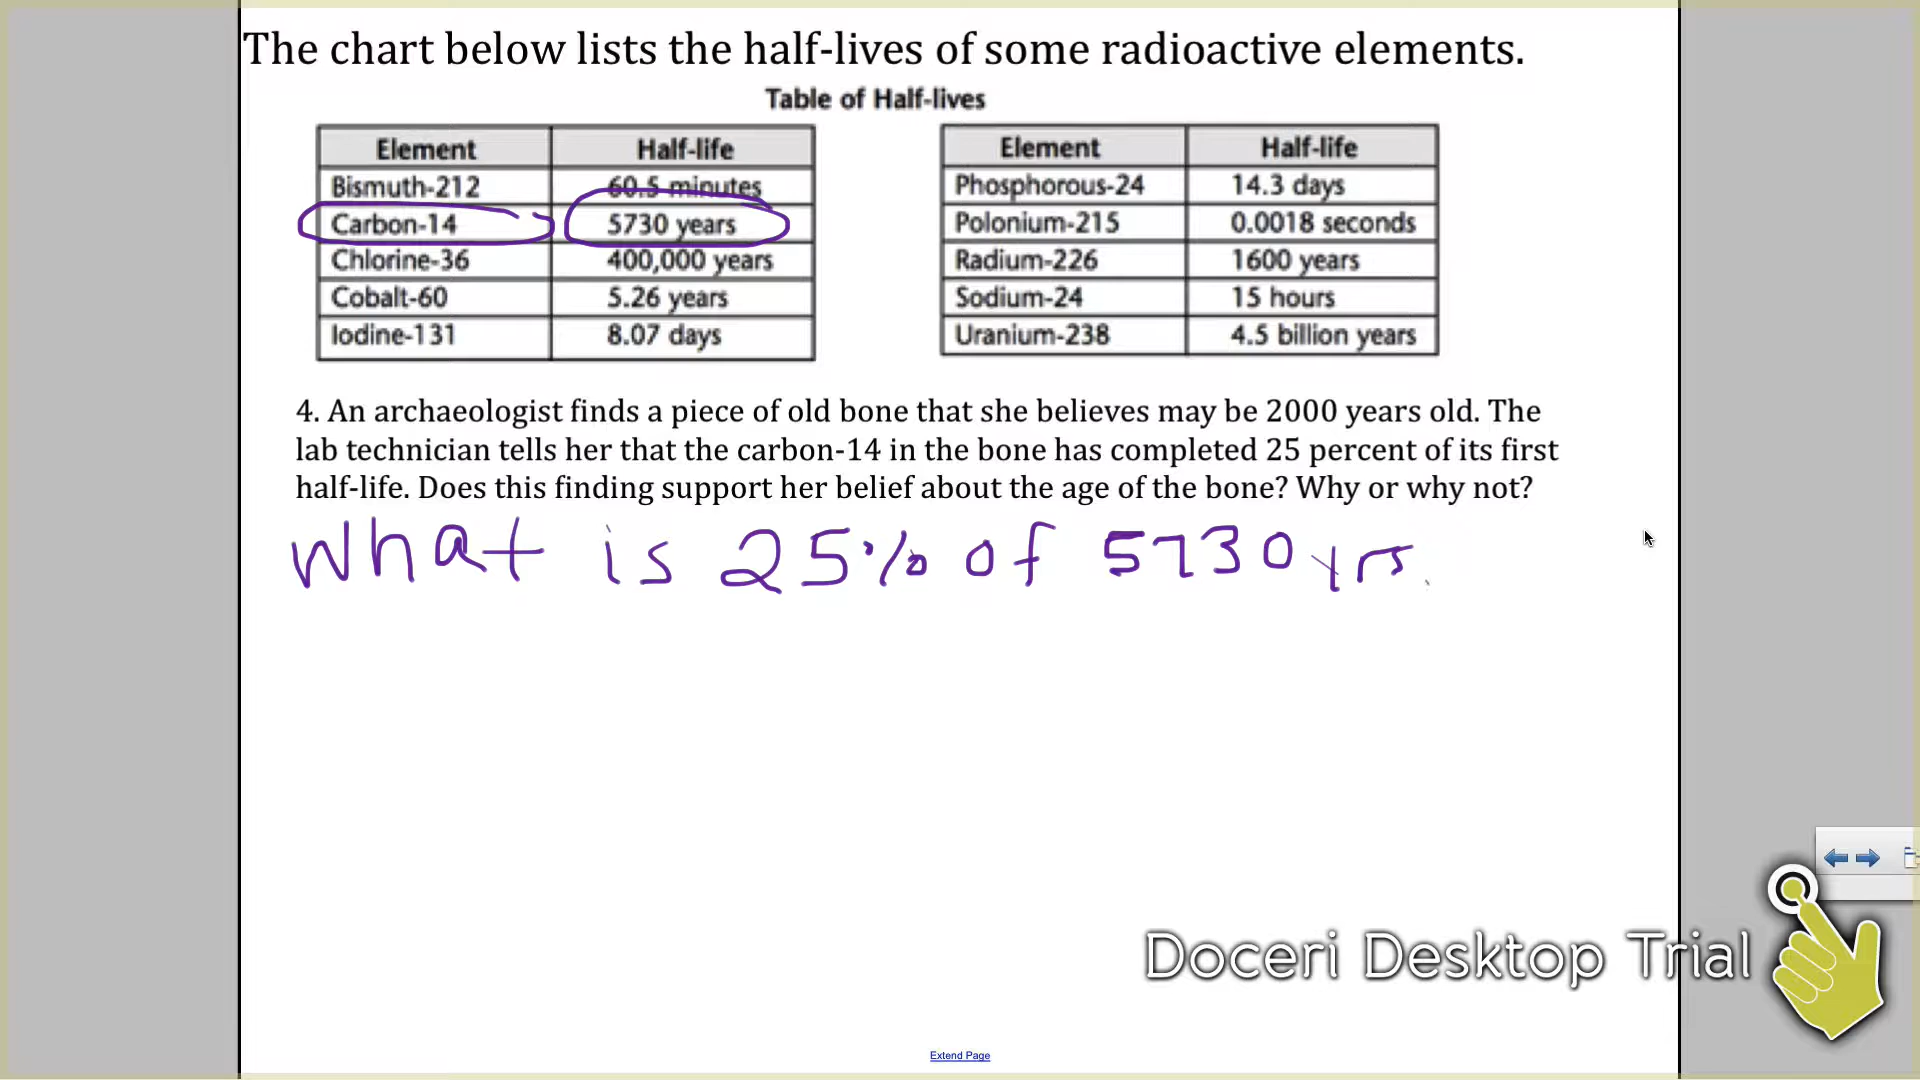 The chart below lists the half-lives of some radioactive elements.
Table of Half-lives
Element Half-life
Bismuth-212 60.5 minutes
Carbon-14 5730 years
Chlorine-36 400,000 years
Cobalt-60 5.26 years
Iodine-131 8.07 days
Element Half-life
Phosphorous-24 14.3 days
Polonium-215 0.0018 seconds
Radium-226 1600 years
Sodium-24 15 hours
Uranium-238 4.5 billion years
4. An archaeologist finds a piece of old bone that she believes may be 2000 years old. The
lab technician tells her that the carbon-14 in the bone has completed 25 percent of its first
half-life. Does this finding support her belief about the age of the bone? Why or why not?
What is 25% of 5730 yrs.
Doceri Desktop Trial
Extend Page